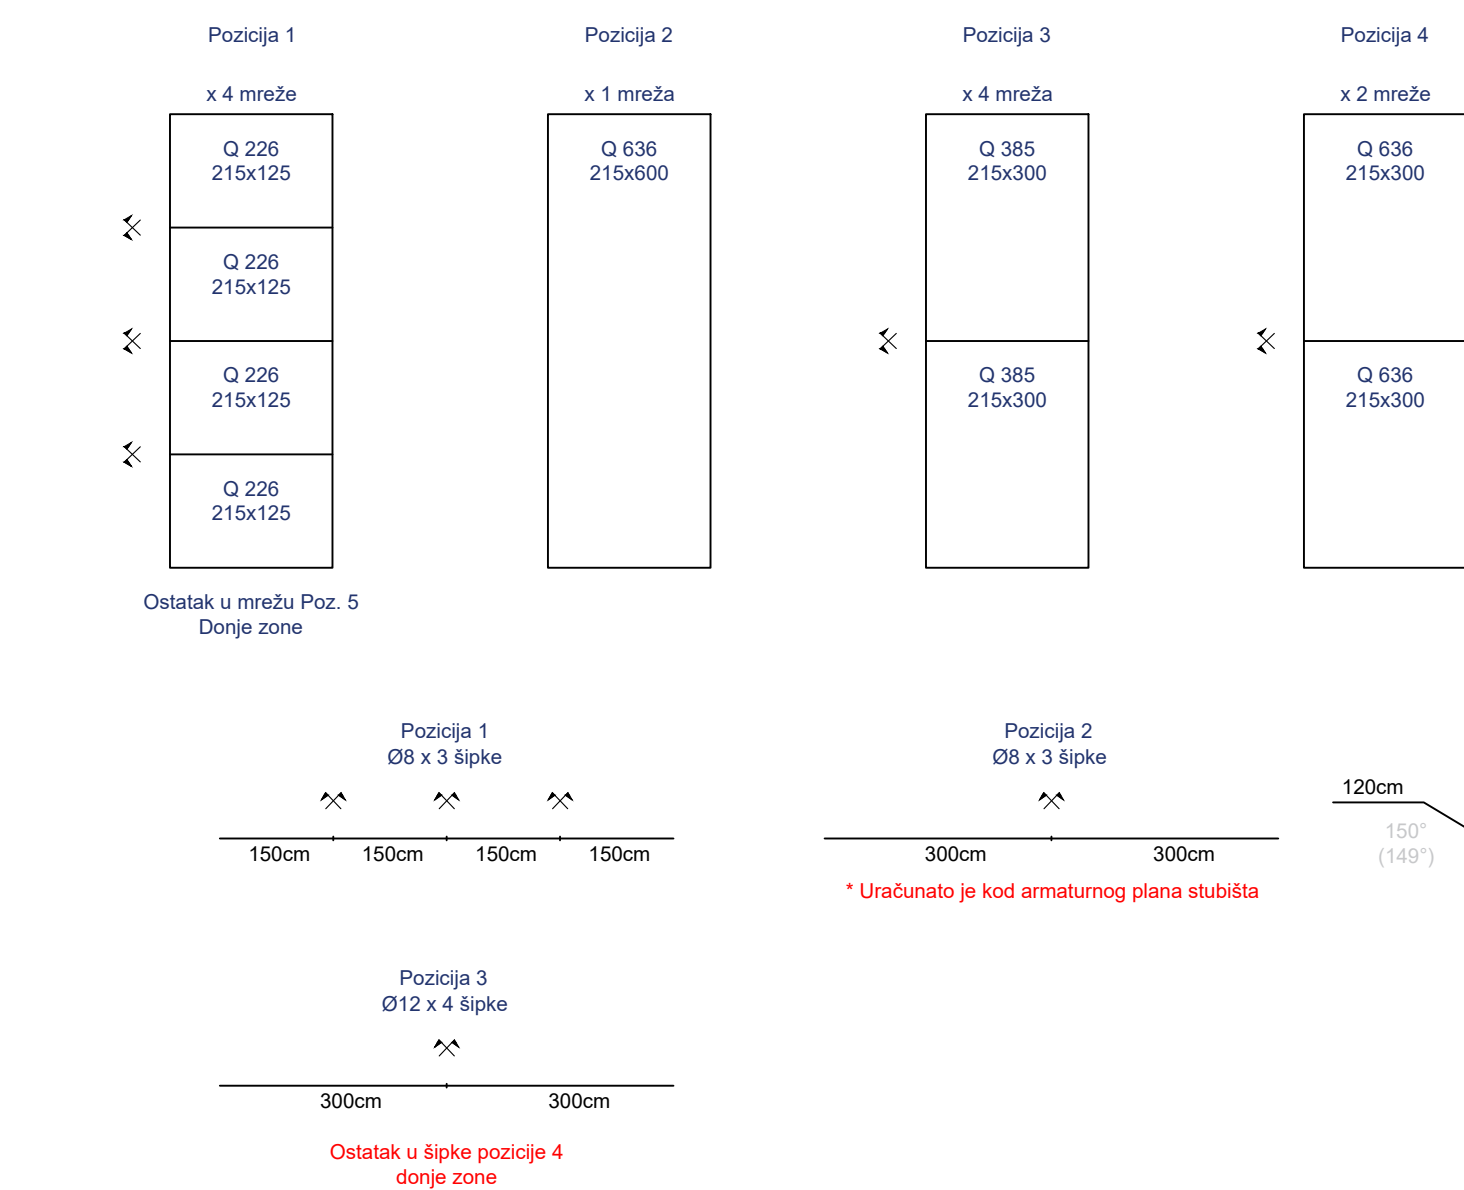 Pozicija 1
x 4 mreže
Q 226
215x125
Q 226
215x125
Q 226
215x125
Q 226
215x125
Ostatak u mrežu Poz. 5
Donje zone
Pozicija 2
x 1 mreža
Q 636
215x600
Pozicija 3
x 4 mreža
Q 385
215x300
Q 385
215x300
Pozicija 4
x 2 mreže
Q 636
215x300
Q 636
215x300
Pozicija 1
Ø8 x 3 šipke
150cm 150cm 150cm 150cm
Pozicija 2
Ø8 x 3 šipke
300cm 300cm
* Uračunato je kod armaturnog plana stubišta
120cm
150°
(149°)
Pozicija 3
Ø12 x 4 šipke
300cm 300cm
Ostatak u šipke pozicije 4
donje zone